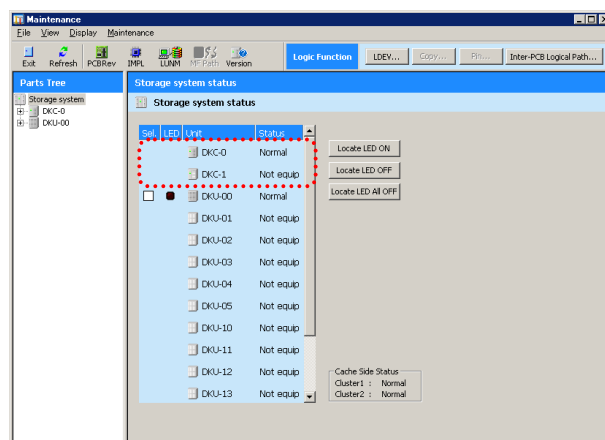 Maintenance
File View Display Maintenance
Exit Refresh PCBRev IMPL LUNM MF Path Version Logic Function LDEV... Copy... Pin... Inter-PCB Logical Path...
Parts Tree
Storage system
DKC-0
DKU-00
Storage system status
Storage system status
Sel. LED Unit Status
DKC-0 Normal
DKC-1 Not equip
DKU-00 Normal
DKU-01 Not equip
DKU-02 Not equip
DKU-03 Not equip
DKU-04 Not equip
DKU-05 Not equip
DKU-10 Not equip
DKU-11 Not equip
DKU-12 Not equip
DKU-13 Not equip
Locate LED ON
Locate LED OFF
Locate LED All OFF
Cache Side Status
Cluster1 : Normal
Cluster2 : Normal